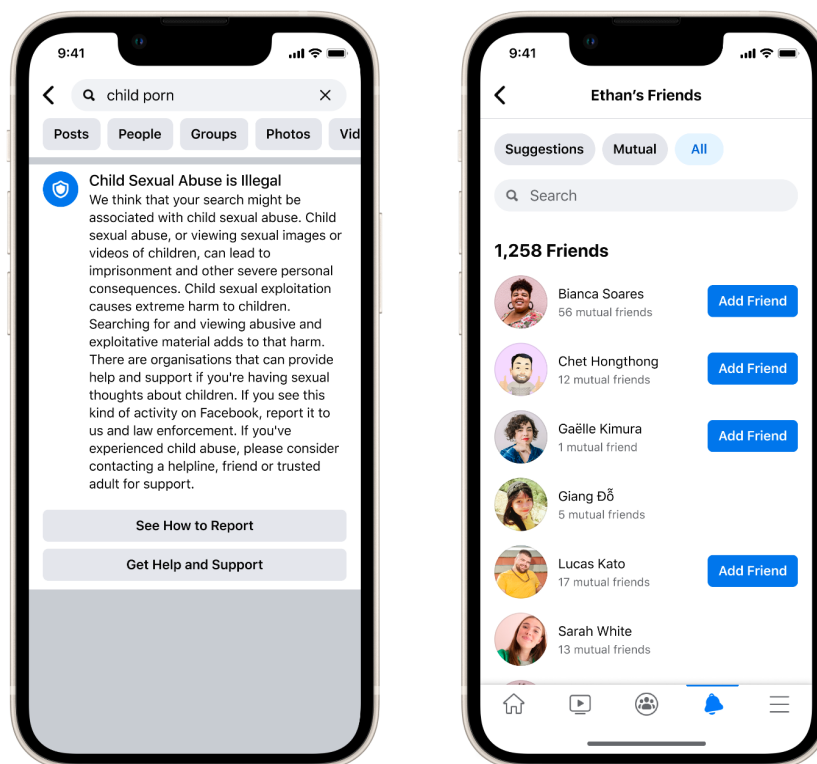 9:41
child porn
Posts
People
Groups
Photos
Vid
Child Sexual Abuse is Illegal
We think that your search might be
associated with child sexual abuse. Child
sexual abuse, or viewing sexual images or
videos of children, can lead to
imprisonment and other severe personal
consequences. Child sexual exploitation
causes extreme harm to children.
Searching for and viewing abusive and
exploitative material adds to that harm.
There are organisations that can provide
help and support if you're having sexual
thoughts about children. If you see this
kind of activity on Facebook, report it to
us and law enforcement. If you've
experienced child abuse, please consider
contacting a helpline, friend or trusted
adult for support.
See How to Report
Get Help and Support
9:41
Ethan's Friends
Suggestions
Mutual
All
Search
1,258 Friends
Bianca Soares
56 mutual friends
Add Friend
Chet Hongthong
12 mutual friends
Add Friend
Gaëlle Kimura
1 mutual friend
Add Friend
Giang Đỗ
5 mutual friends
Lucas Kato
17 mutual friends
Add Friend
Sarah White
13 mutual friends